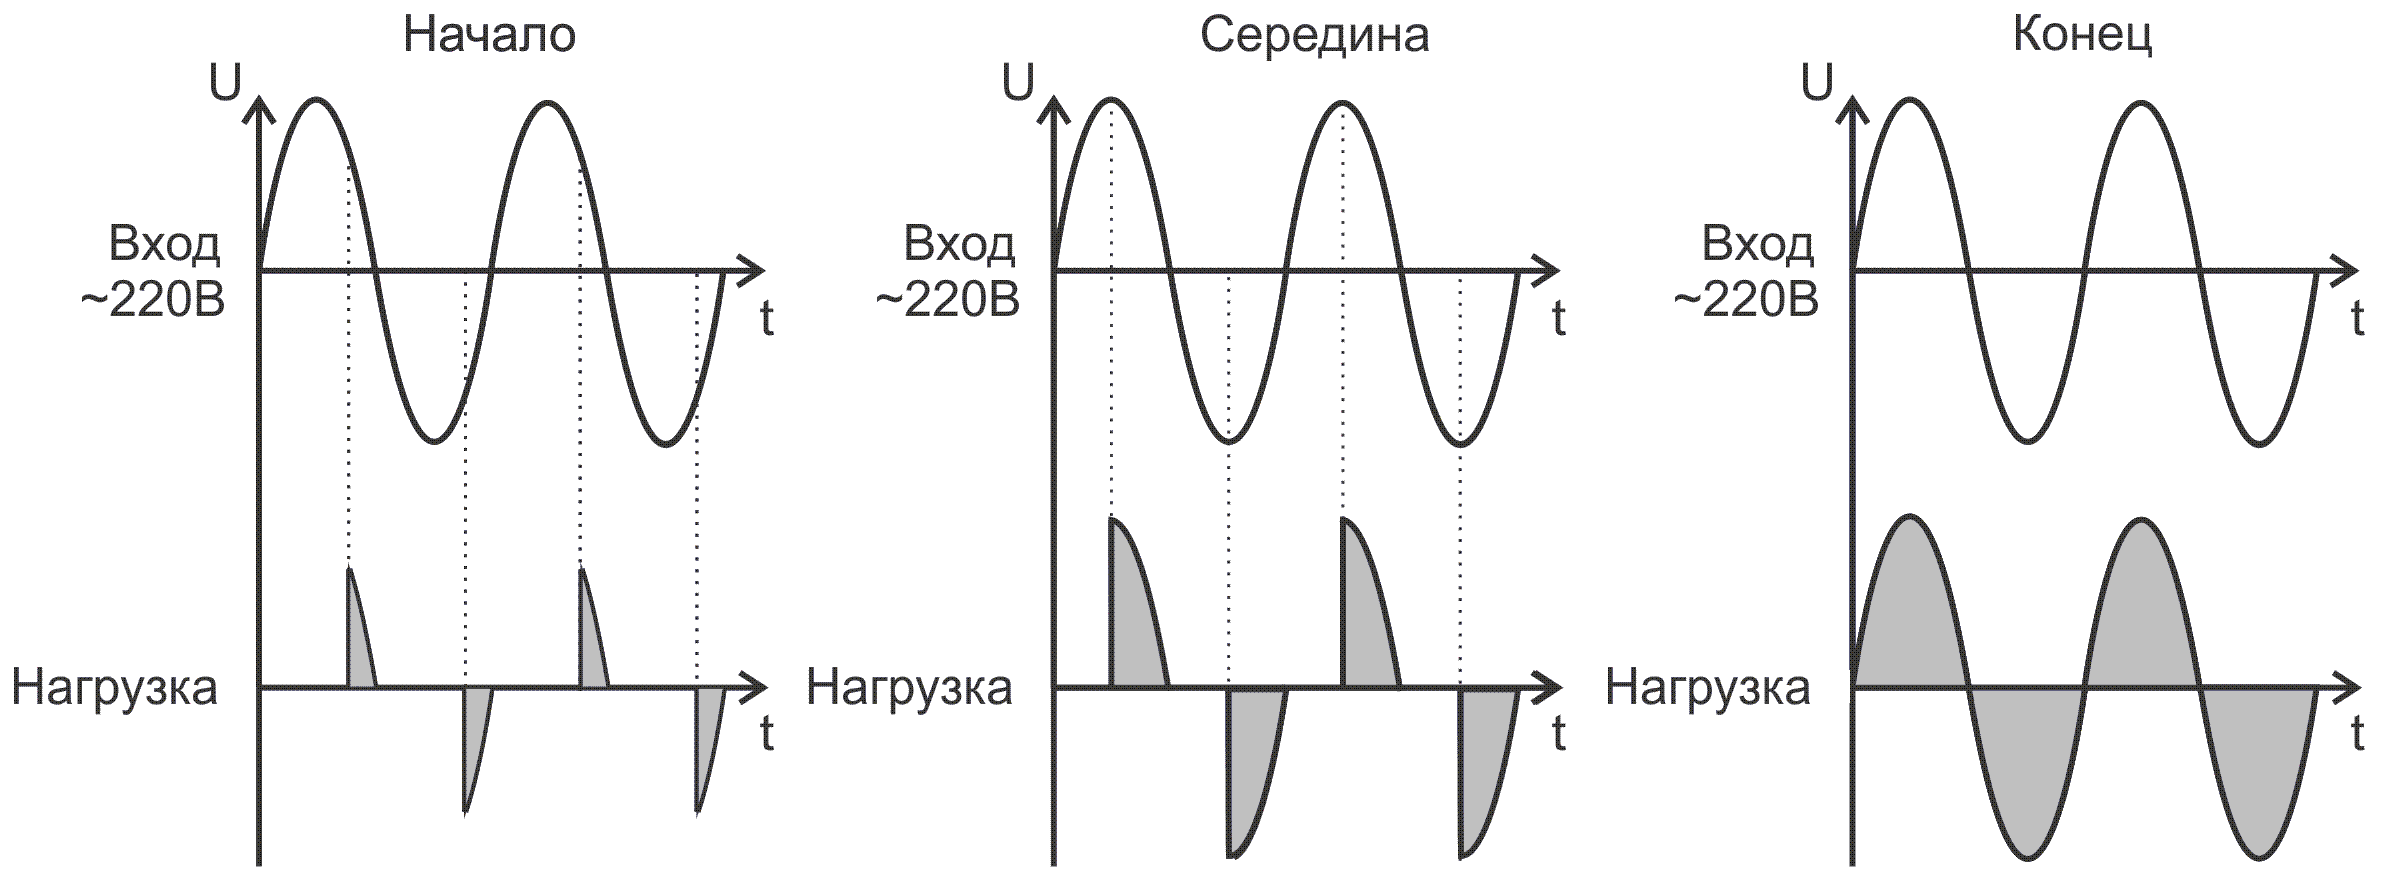 Начало
U
Вход
~220В
t
Нагрузка
t
Середина
U
Вход
~220В
t
Нагрузка
t
Конец
U
Вход
~220В
t
Нагрузка
t